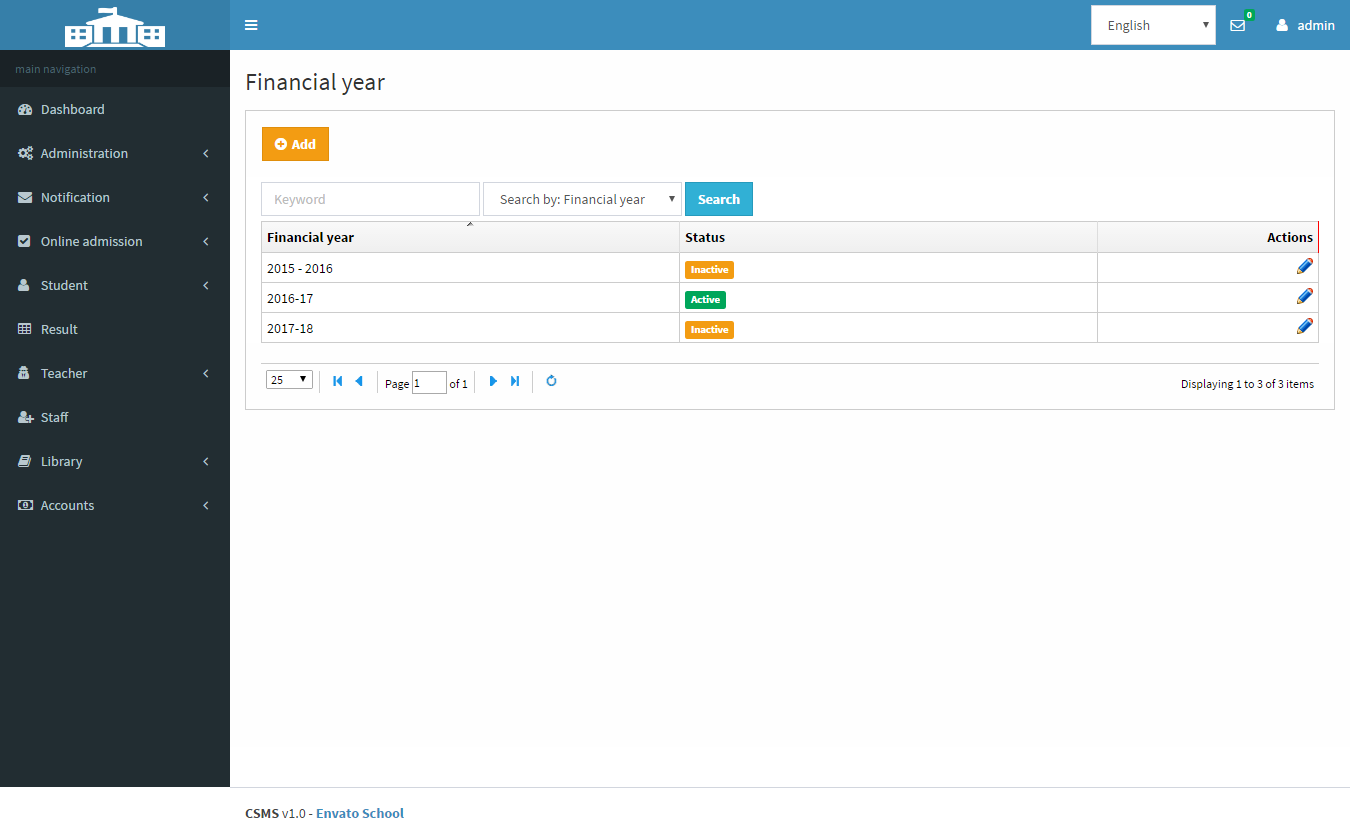 English
0
admin
main navigation
Dashboard
Administration
Notification
Online admission
Student
Result
Teacher
Staff
Library
Accounts
Financial year
Add
Keyword
Search by: Financial year
Search
Financial year Status Actions
2015 - 2016 Inactive
2016-17 Active
2017-18 Inactive
25 Page 1 of 1 Displaying 1 to 3 of 3 items
CSMS v1.0 - Envato School